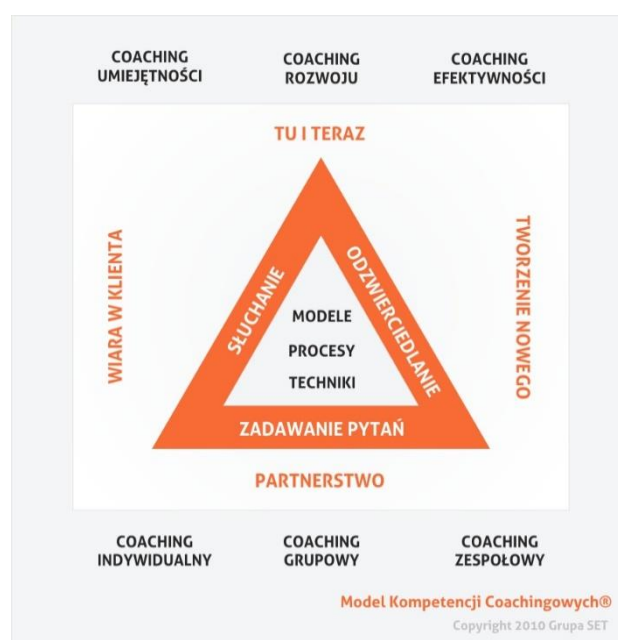 COACHING
UMIEJĘTNOŚCI
COACHING
ROZWOJU
COACHING
EFEKTYWNOŚCI
TU I TERAZ
WIARA W KLIENTA
SŁUCHANIE
ODZWIERCIEDLANIE
TWORZENIE NOWEGO
MODELE
PROCESY
TECHNIKI
ZADAWANIE PYTAŃ
PARTNERSTWO
COACHING
INDYWIDUALNY
COACHING
GRUPOWY
COACHING
ZESPOŁOWY
Model Kompetencji Coachingowych®
Copyright 2010 Grupa SET